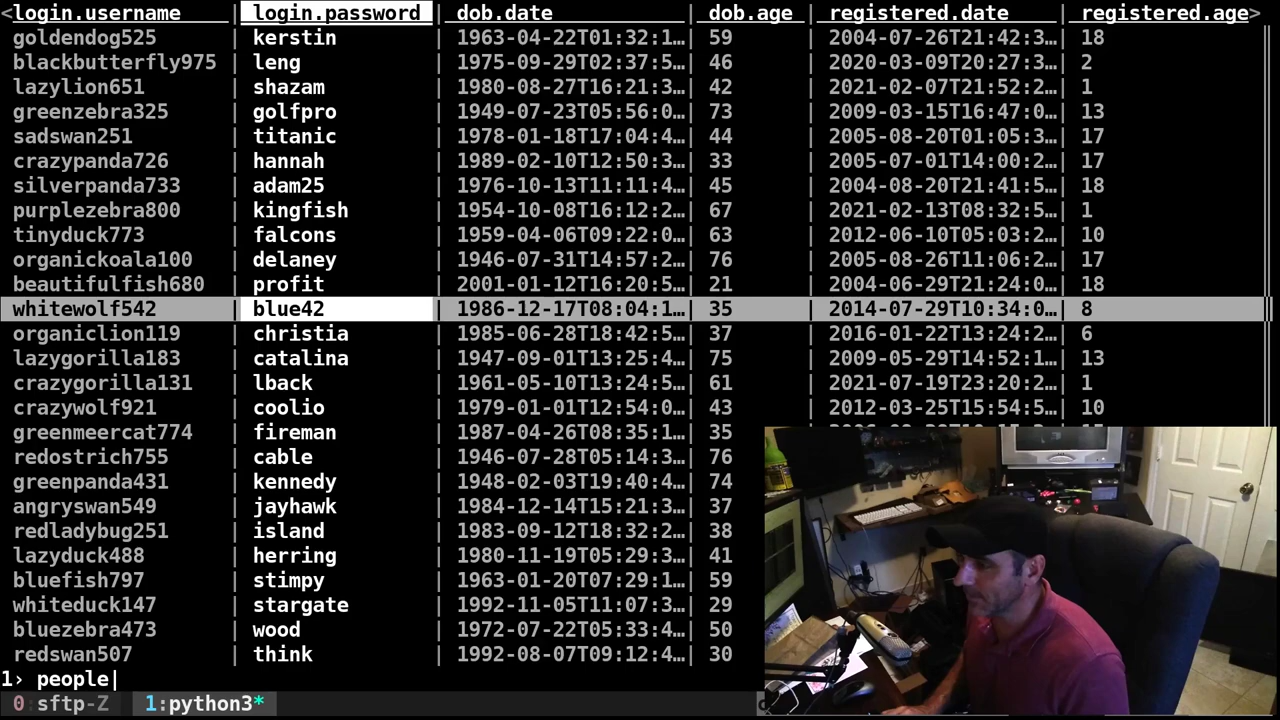 <login.username | login.password | dob.date | dob.age | registered.date | registered.age>
goldendog525 | kerstin | 1963-04-22T01:32:1…| 59 | 2004-07-26T21:42:3…| 18
blackbutterfly975 | leng | 1975-09-29T02:37:5…| 46 | 2020-03-09T20:27:3…| 2
lazylion651 | shazam | 1980-08-27T16:21:3…| 42 | 2021-02-07T21:52:2…| 1
greenzebra325 | golfpro | 1949-07-23T05:56:0…| 73 | 2009-03-15T16:47:0…| 13
sadswan251 | titanic | 1978-01-18T17:04:4…| 44 | 2005-08-20T01:05:3…| 17
crazypanda726 | hannah | 1989-02-10T12:50:3…| 33 | 2005-07-01T14:00:2…| 17
silverpanda733 | adam25 | 1976-10-13T11:11:4…| 45 | 2004-08-20T21:41:5…| 18
purplezebra800 | kingfish | 1954-10-08T16:12:2…| 67 | 2021-02-13T08:32:5…| 1
tinyduck773 | falcons | 1959-04-06T09:22:0…| 63 | 2012-06-10T05:03:2…| 10
organickoala100 | delaney | 1946-07-31T14:57:2…| 76 | 2005-08-26T11:06:2…| 17
beautifulfish680 | profit | 2001-01-12T16:20:5…| 21 | 2004-06-29T21:24:0…| 18
whitewolf542 | blue42 | 1986-12-17T08:04:1…| 35 | 2014-07-29T10:34:0…| 8
organiclion119 | christia | 1985-06-28T18:42:5…| 37 | 2016-01-22T13:24:2…| 6
lazygorilla183 | catalina | 1947-09-01T13:25:4…| 75 | 2009-05-29T14:52:1…| 13
crazygorilla131 | lback | 1961-05-10T13:24:5…| 61 | 2021-07-19T23:20:2…| 1
crazywolf921 | coolio | 1979-01-01T12:54:0…| 43 | 2012-03-25T15:54:5…| 10
greenmeercat774 | fireman | 1987-04-26T08:35:1…| 35
redostrich755 | cable | 1946-07-28T05:14:3…| 76
greenpanda431 | kennedy | 1948-02-03T19:40:4…| 74
angryswan549 | jayhawk | 1984-12-14T15:21:3…| 37
redladybug251 | island | 1983-09-12T18:32:2…| 38
lazyduck488 | herring | 1980-11-19T05:29:3…| 41
bluefish797 | stimpy | 1963-01-20T07:29:1…| 59
whiteduck147 | stargate | 1992-11-05T11:07:3…| 29
bluezebra473 | wood | 1972-07-22T05:33:4…| 50
redswan507 | think | 1992-08-07T09:12:4…| 30
1› people|
0 sftp-Z 1:python3*